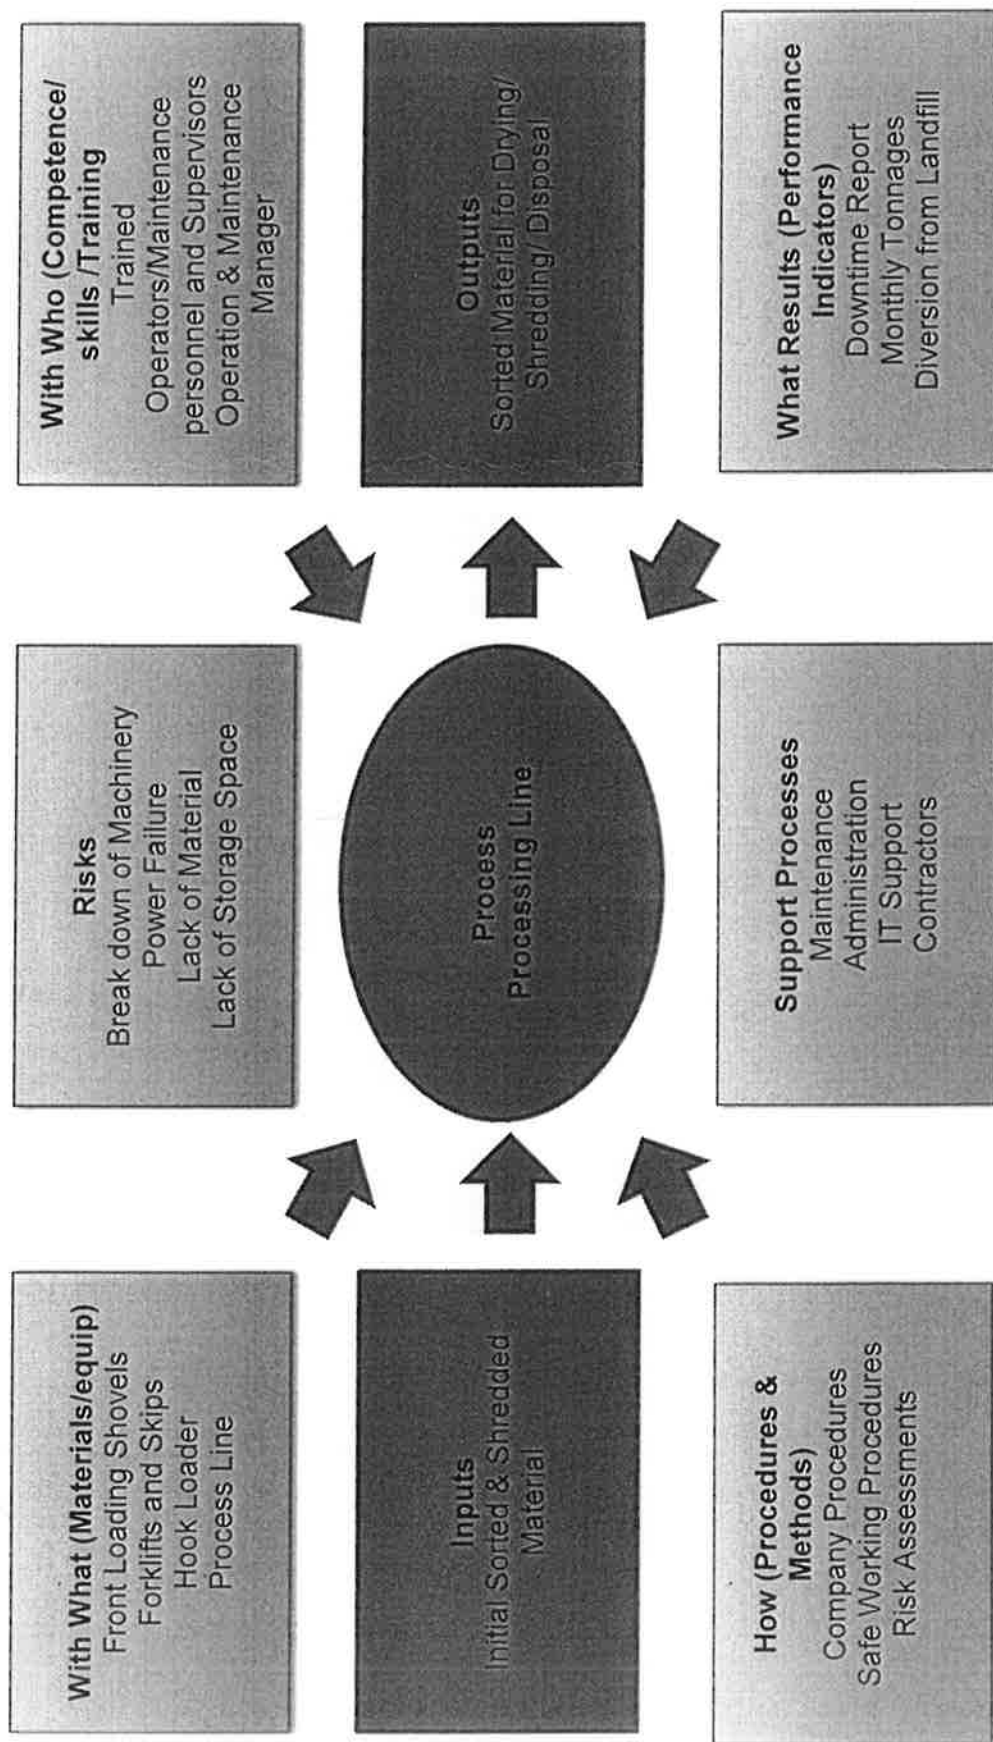 With What (Materials/equip)
Front Loading Shovels
Forklifts and Skips
Hook Loader
Process Line
Risks
Break down of Machinery
Power Failure
Lack of Material
Lack of Storage Space
With Who (Competence/
skills /Training
Trained
Operators/Maintenance
personnel and Supervisors
Operation & Maintenance
Manager
Inputs
Initial Sorted & Shredded
Material
Process
Processing Line
Outputs
Sorted Material for Drying/
Shredding/ Disposal
How (Procedures &
Methods)
Company Procedures
Safe Working Procedures
Risk Assessments
Support Processes
Maintenance
Administration
IT Support
Contractors
What Results (Performance
Indicators)
Downtime Report
Monthly Tonnages
Diversion from Landfill